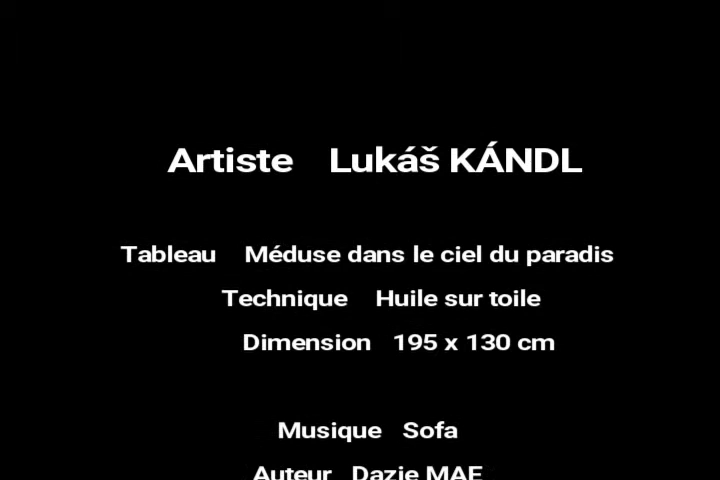 Artiste Lukáš KÁNDL
Tableau Méduse dans le ciel du paradis
Technique Huile sur toile
Dimension 195 x 130 cm
Musique Sofa
Auteur Dazie MAE